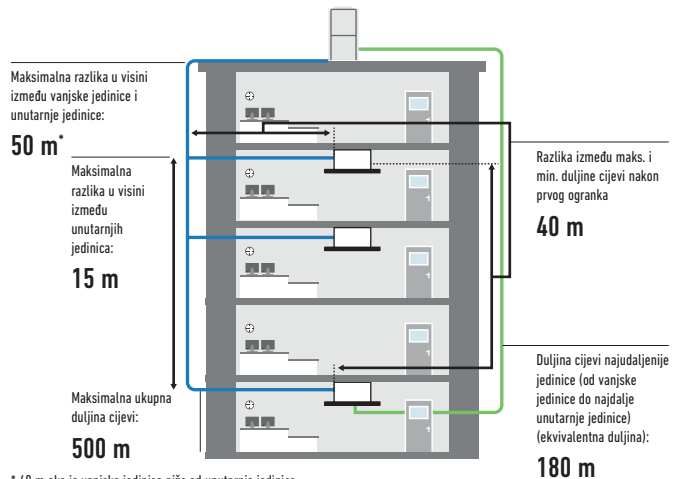 Maksimalna razlika u visini
između vanjske jedinice i
unutarnje jedinice:
50 m*
Maksimalna
razlika u visini
između
unutarnjih
jedinica:
15 m
Maksimalna ukupna
duljina cijevi:
500 m
Razlika između maks. i
min. duljine cijevi nakon
prvog ogranka
40 m
Duljina cijevi najudaljenije
jedinice (od vanjske
jedinice do najdalje
unutarnje jedinice)
(ekvivalentna duljina):
180 m